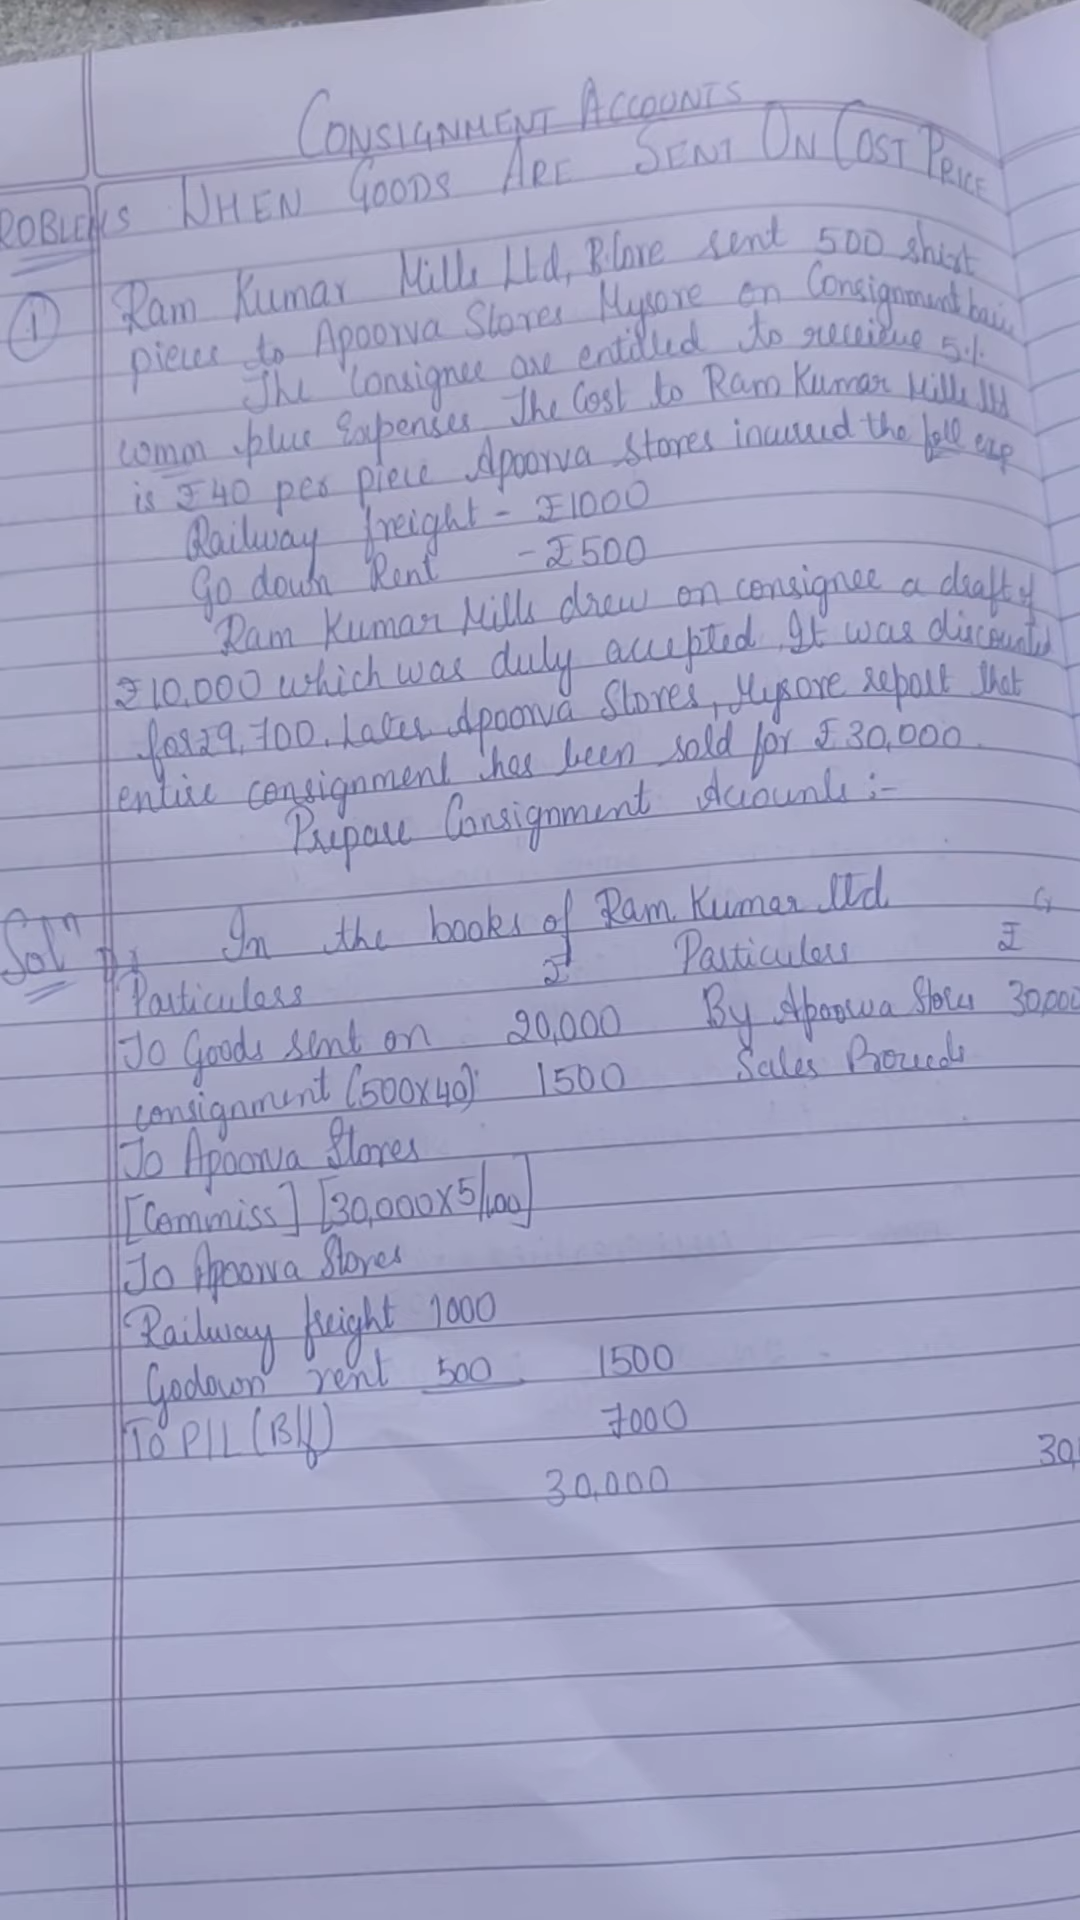 CONSIGNMENT ACCOUNTS
ROBLEMS WHEN GOODS ARE SENT ON COST PRICE
① Ram Kumar Mills Ltd, B.lore sent 500 shirt
pieces to Apoorva Stores Mysore on Consignment
The Consignee are entitled to receive 5%
comm plus Expenses The Cost to Ram Kumar Mills ltd
is ₹40 per piece Apoorva Stores incurred the foll exp
Railway freight - ₹1000
Go down Rent - ₹500
Ram Kumar Mills drew on consignee a draft of
₹10,000 which was duly accepted. It was discounted
for ₹9,700. Later Apoorva Stores, Mysore report that
entire consignment has been sold for ₹30,000.
Prepare Consignment Accounts :-
Solⁿ In the books of Ram Kumar ltd
Dr
Particulars ₹ Particulars ₹
To Goods sent on 20,000 By Apoorva Stores 30,000
consignment (500x40) 1500 Sales Proceeds
To Apoorva Stores
[Commiss] [30,000x5/100]
To Apoorva Stores
Railway freight 1000
Godown rent 500 1500
To P/L (B/f) 7000
30,000 30,